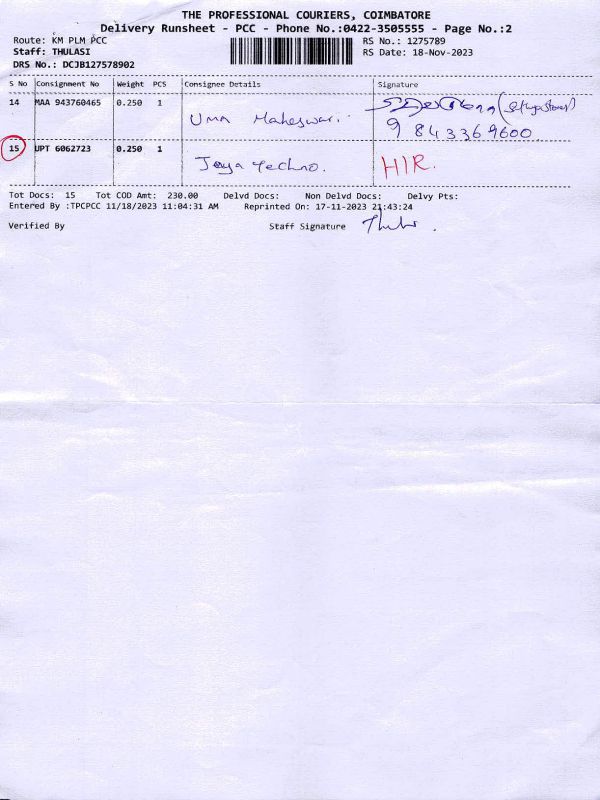 THE PROFESSIONAL COURIERS, COIMBATORE
Delivery Runsheet - PCC - Phone No.:0422-3505555 - Page No.:2
Route: KM PLM PCC RS No.: 1275789
Staff: THULASI RS Date: 18-Nov-2023
DRS No.: DCJB127578902
S No Consignment No Weight PCS Consignee Details Signature
14 MAA 943760465 0.250 1 Uma Maheswari.
9843369600.
15 UPT 6062723 0.250 1 Jaya Techno. HIR.
Tot Docs: 15 Tot COD Amt: 230.00 Delvd Docs: Non Delvd Docs: Delvy Pts:
Entered By :TPCPCC 11/18/2023 11:04:31 AM Reprinted On: 17-11-2023 21:43:24
Verified By Staff Signature